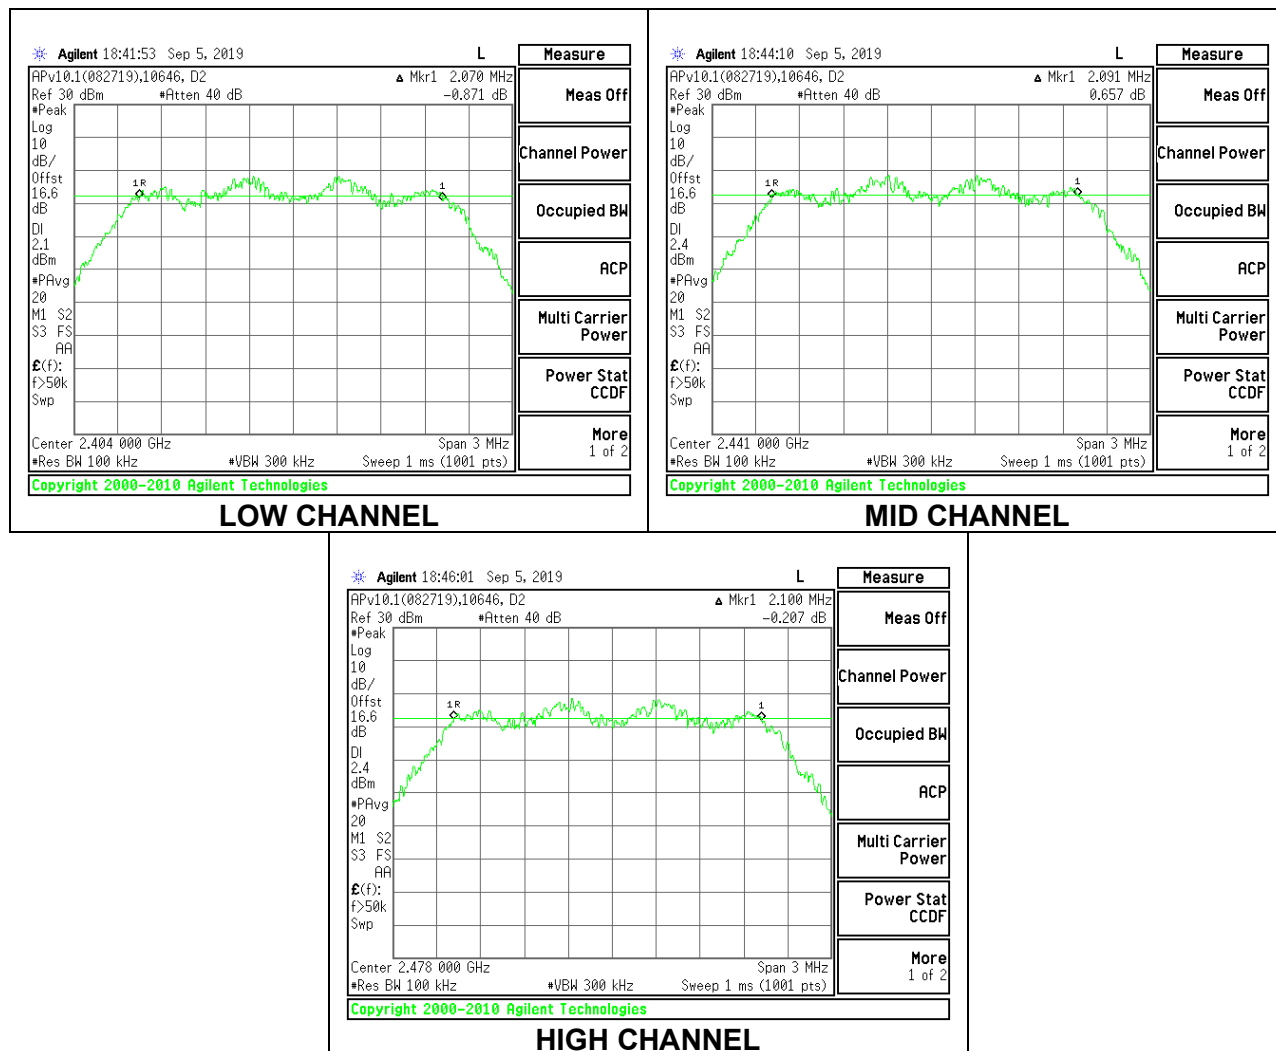 Agilent 18:41:53 Sep 5, 2019 L Measure
APv10.1(082719),10646, D2 Δ Mkr1 2.070 MHz
Ref 30 dBm #Atten 40 dB -0.871 dB
Meas Off
#Peak
Log
10
dB/
Offst
16.6
dB
DI
2.1
dBm
#PAvg
20
M1 S2
S3 FS
AA
£(f):
f>50k
Swp
1R
1
Channel Power
Occupied BW
ACP
Multi Carrier
Power
Power Stat
CCDF
More
1 of 2
Center 2.404 000 GHz Span 3 MHz
#Res BW 100 kHz #VBW 300 kHz Sweep 1 ms (1001 pts)
Copyright 2000-2010 Agilent Technologies
LOW CHANNEL
Agilent 18:44:10 Sep 5, 2019 L Measure
APv10.1(082719),10646, D2 Δ Mkr1 2.091 MHz
Ref 30 dBm #Atten 40 dB 0.657 dB
Meas Off
#Peak
Log
10
dB/
Offst
16.6
dB
DI
2.4
dBm
#PAvg
20
M1 S2
S3 FS
AA
£(f):
f>50k
Swp
1R
1
Channel Power
Occupied BW
ACP
Multi Carrier
Power
Power Stat
CCDF
More
1 of 2
Center 2.441 000 GHz Span 3 MHz
#Res BW 100 kHz #VBW 300 kHz Sweep 1 ms (1001 pts)
Copyright 2000-2010 Agilent Technologies
MID CHANNEL
Agilent 18:46:01 Sep 5, 2019 L Measure
APv10.1(082719),10646, D2 Δ Mkr1 2.100 MHz
Ref 30 dBm #Atten 40 dB -0.207 dB
Meas Off
#Peak
Log
10
dB/
Offst
16.6
dB
DI
2.4
dBm
#PAvg
20
M1 S2
S3 FS
AA
£(f):
f>50k
Swp
1R
1
Channel Power
Occupied BW
ACP
Multi Carrier
Power
Power Stat
CCDF
More
1 of 2
Center 2.478 000 GHz Span 3 MHz
#Res BW 100 kHz #VBW 300 kHz Sweep 1 ms (1001 pts)
Copyright 2000-2010 Agilent Technologies
HIGH CHANNEL